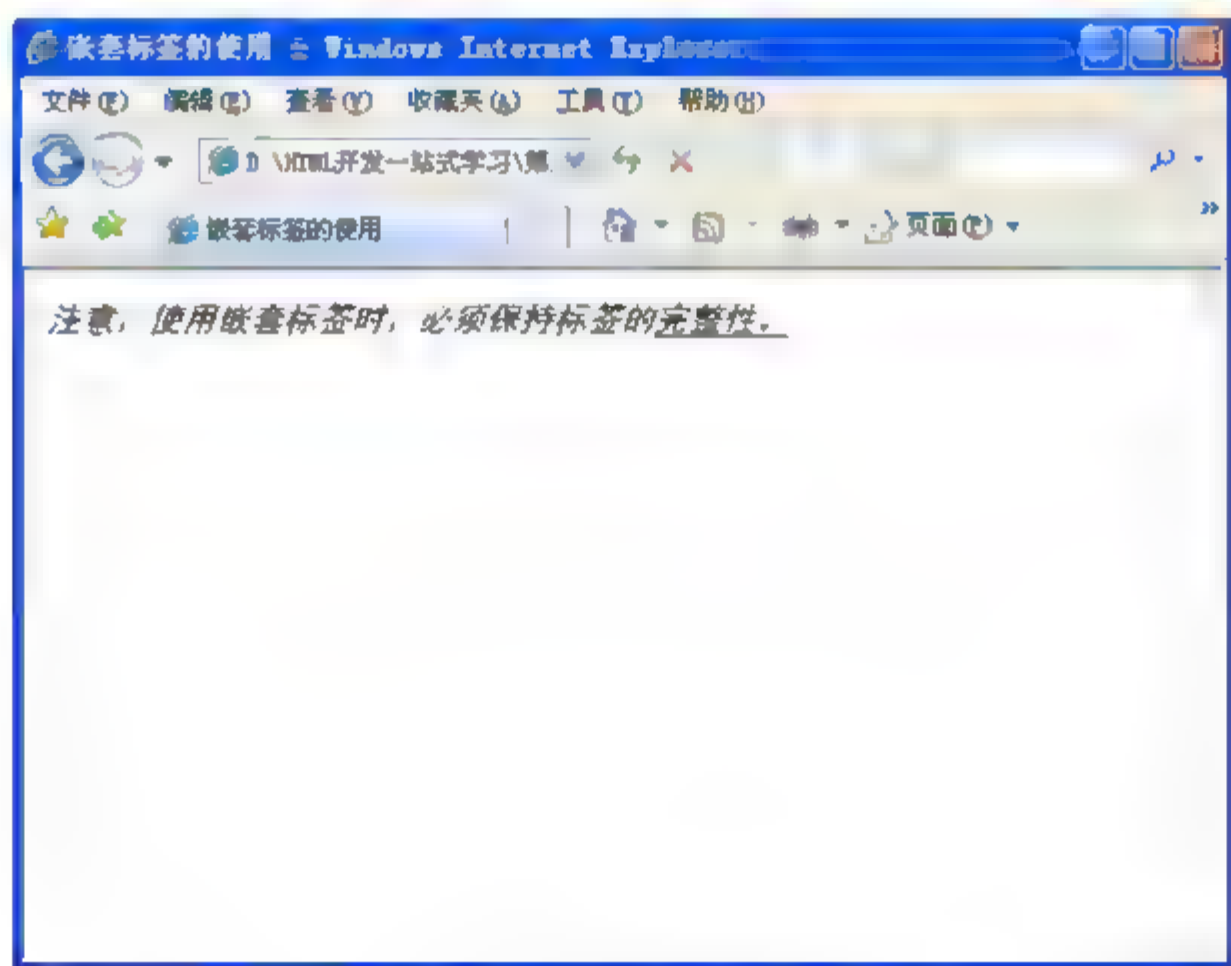 嵌套标签的使用 - Windows Internet Explorer
文件(F) 编辑(E) 查看(V) 收藏夹(A) 工具(T) 帮助(H)
D:\HTML开发一站式学习\第
嵌套标签的使用 页面(P)
注意，使用嵌套标签时，必须保持标签的完整性。